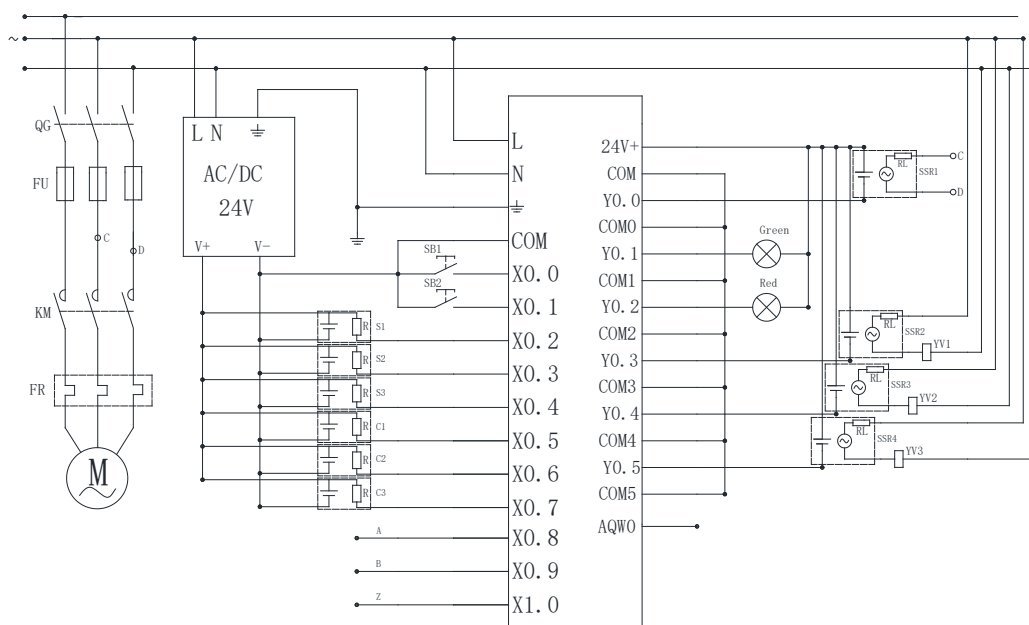 ~
QG
FU
C
D
KM
FR
M
L N
AC/DC
24V
V+ V-
SB1
SB2
R S1
R S2
R S3
R C1
R C2
R C3
A
B
Z
L
N
COM
X0.0
X0.1
X0.2
X0.3
X0.4
X0.5
X0.6
X0.7
X0.8
X0.9
X1.0
24V+
COM
Y0.0
COM0
Y0.1
COM1
Y0.2
COM2
Y0.3
COM3
Y0.4
COM4
Y0.5
COM5
AQW0
Green
Red
RL
SSR1
C
D
RL
SSR2
YV1
RL
SSR3
YV2
RL
SSR4
YV3